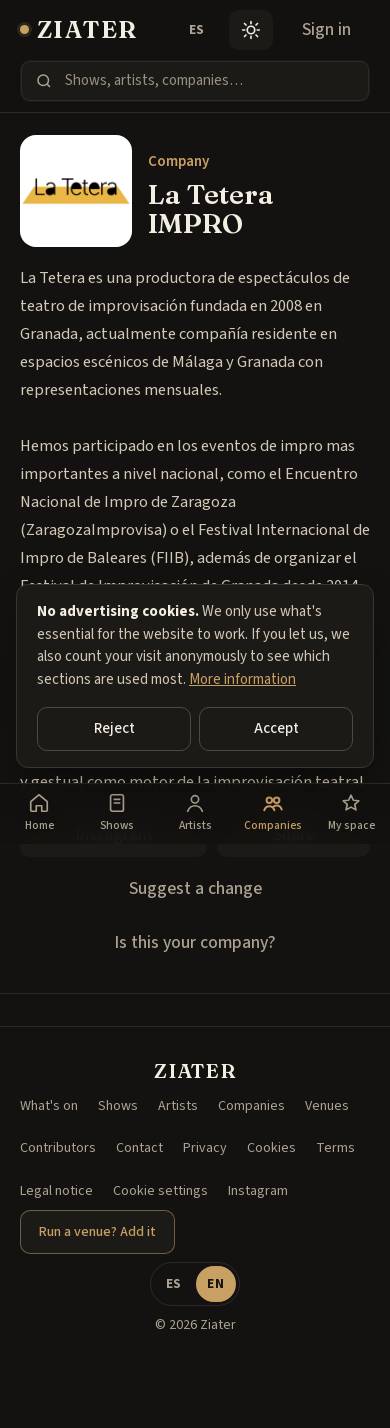 ZIATER
ES
Sign in
Shows, artists, companies…
La Tetera
Company
La Tetera
IMPRO
La Tetera es una productora de espectáculos de
teatro de improvisación fundada en 2008 en
Granada, actualmente compañía residente en
espacios escénicos de Málaga y Granada con
representaciones mensuales.
Hemos participado en los eventos de impro mas
importantes a nivel nacional, como el Encuentro
Nacional de Impro de Zaragoza
(ZaragozaImprovisa) o el Festival Internacional de
Impro de Baleares (FIIB), además de organizar el
Festival de Improvisación de Granada desde 2014
No advertising cookies. We only use what's
essential for the website to work. If you let us, we
also count your visit anonymously to see which
sections are used most. More information
Reject
Accept
y gestual como motor de la improvisación teatral
Home
Shows
Artists
Companies
My space
Suggest a change
Is this your company?
ZIATER
What's on Shows Artists Companies Venues
Contributors Contact Privacy Cookies Terms
Legal notice Cookie settings Instagram
Run a venue? Add it
ES EN
© 2026 Ziater